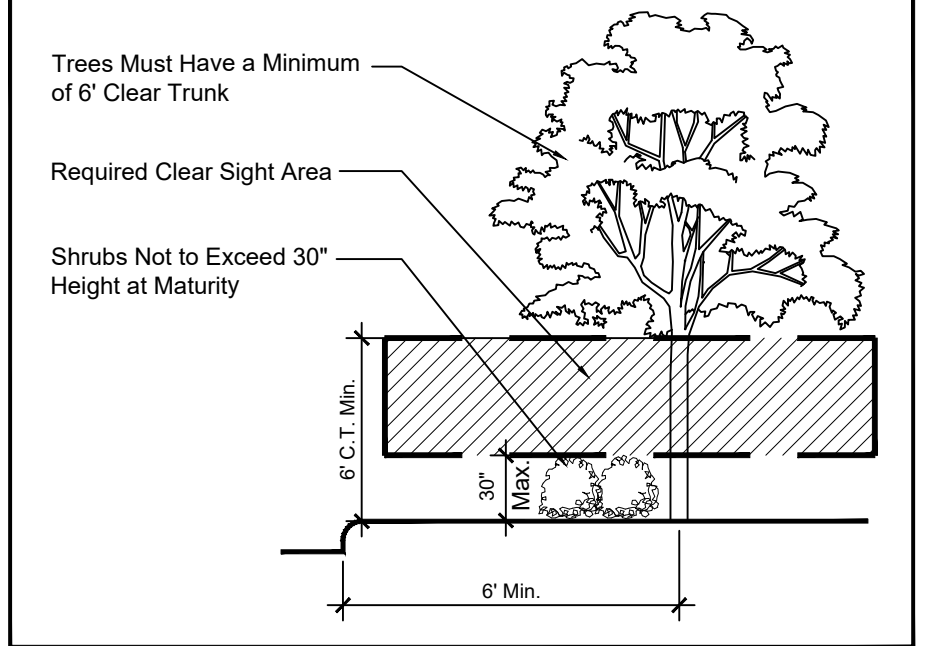 Trees Must Have a Minimum
of 6' Clear Trunk
Required Clear Sight Area
Shrubs Not to Exceed 30"
Height at Maturity
6' C.T. Min.
30"
Max.
6' Min.